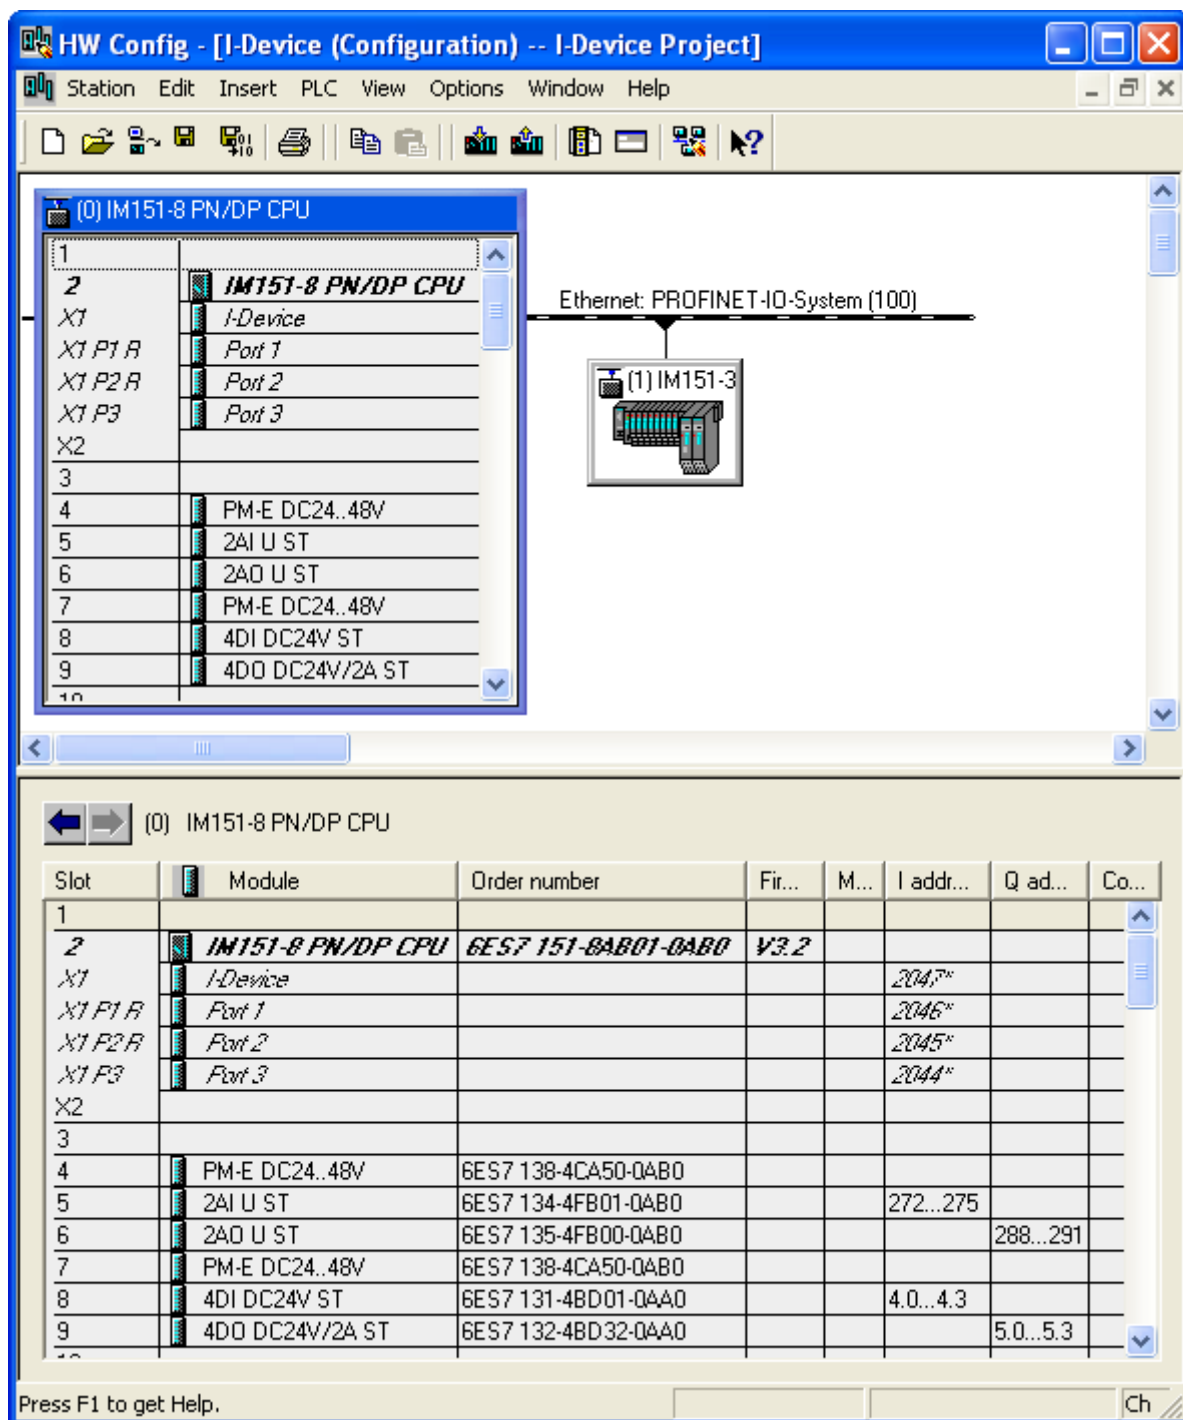 HW Config - [I-Device (Configuration) -- I-Device Project]
Station Edit Insert PLC View Options Window Help
(0) IM151-8 PN/DP CPU
1
2 IM151-8 PN/DP CPU
X1 I-Device
X1 P1 R Port 1
X1 P2 R Port 2
X1 P3 Port 3
X2
3
4 PM-E DC24..48V
5 2AI U ST
6 2AO U ST
7 PM-E DC24..48V
8 4DI DC24V ST
9 4DO DC24V/2A ST
10
Ethernet: PROFINET-IO-System (100)
(1) IM151-3
(0) IM151-8 PN/DP CPU
Slot Module Order number Fir... M... I addr... Q ad... Co...
1
2 IM151-8 PN/DP CPU 6ES7 151-8AB01-0AB0 V3.2
X1 I-Device 2047*
X1 P1 R Port 1 2046*
X1 P2 R Port 2 2045*
X1 P3 Port 3 2044*
X2
3
4 PM-E DC24..48V 6ES7 138-4CA50-0AB0
5 2AI U ST 6ES7 134-4FB01-0AB0 272...275
6 2AO U ST 6ES7 135-4FB00-0AB0 288...291
7 PM-E DC24..48V 6ES7 138-4CA50-0AB0
8 4DI DC24V ST 6ES7 131-4BD01-0AA0 4.0...4.3
9 4DO DC24V/2A ST 6ES7 132-4BD32-0AA0 5.0...5.3
Press F1 to get Help. Ch